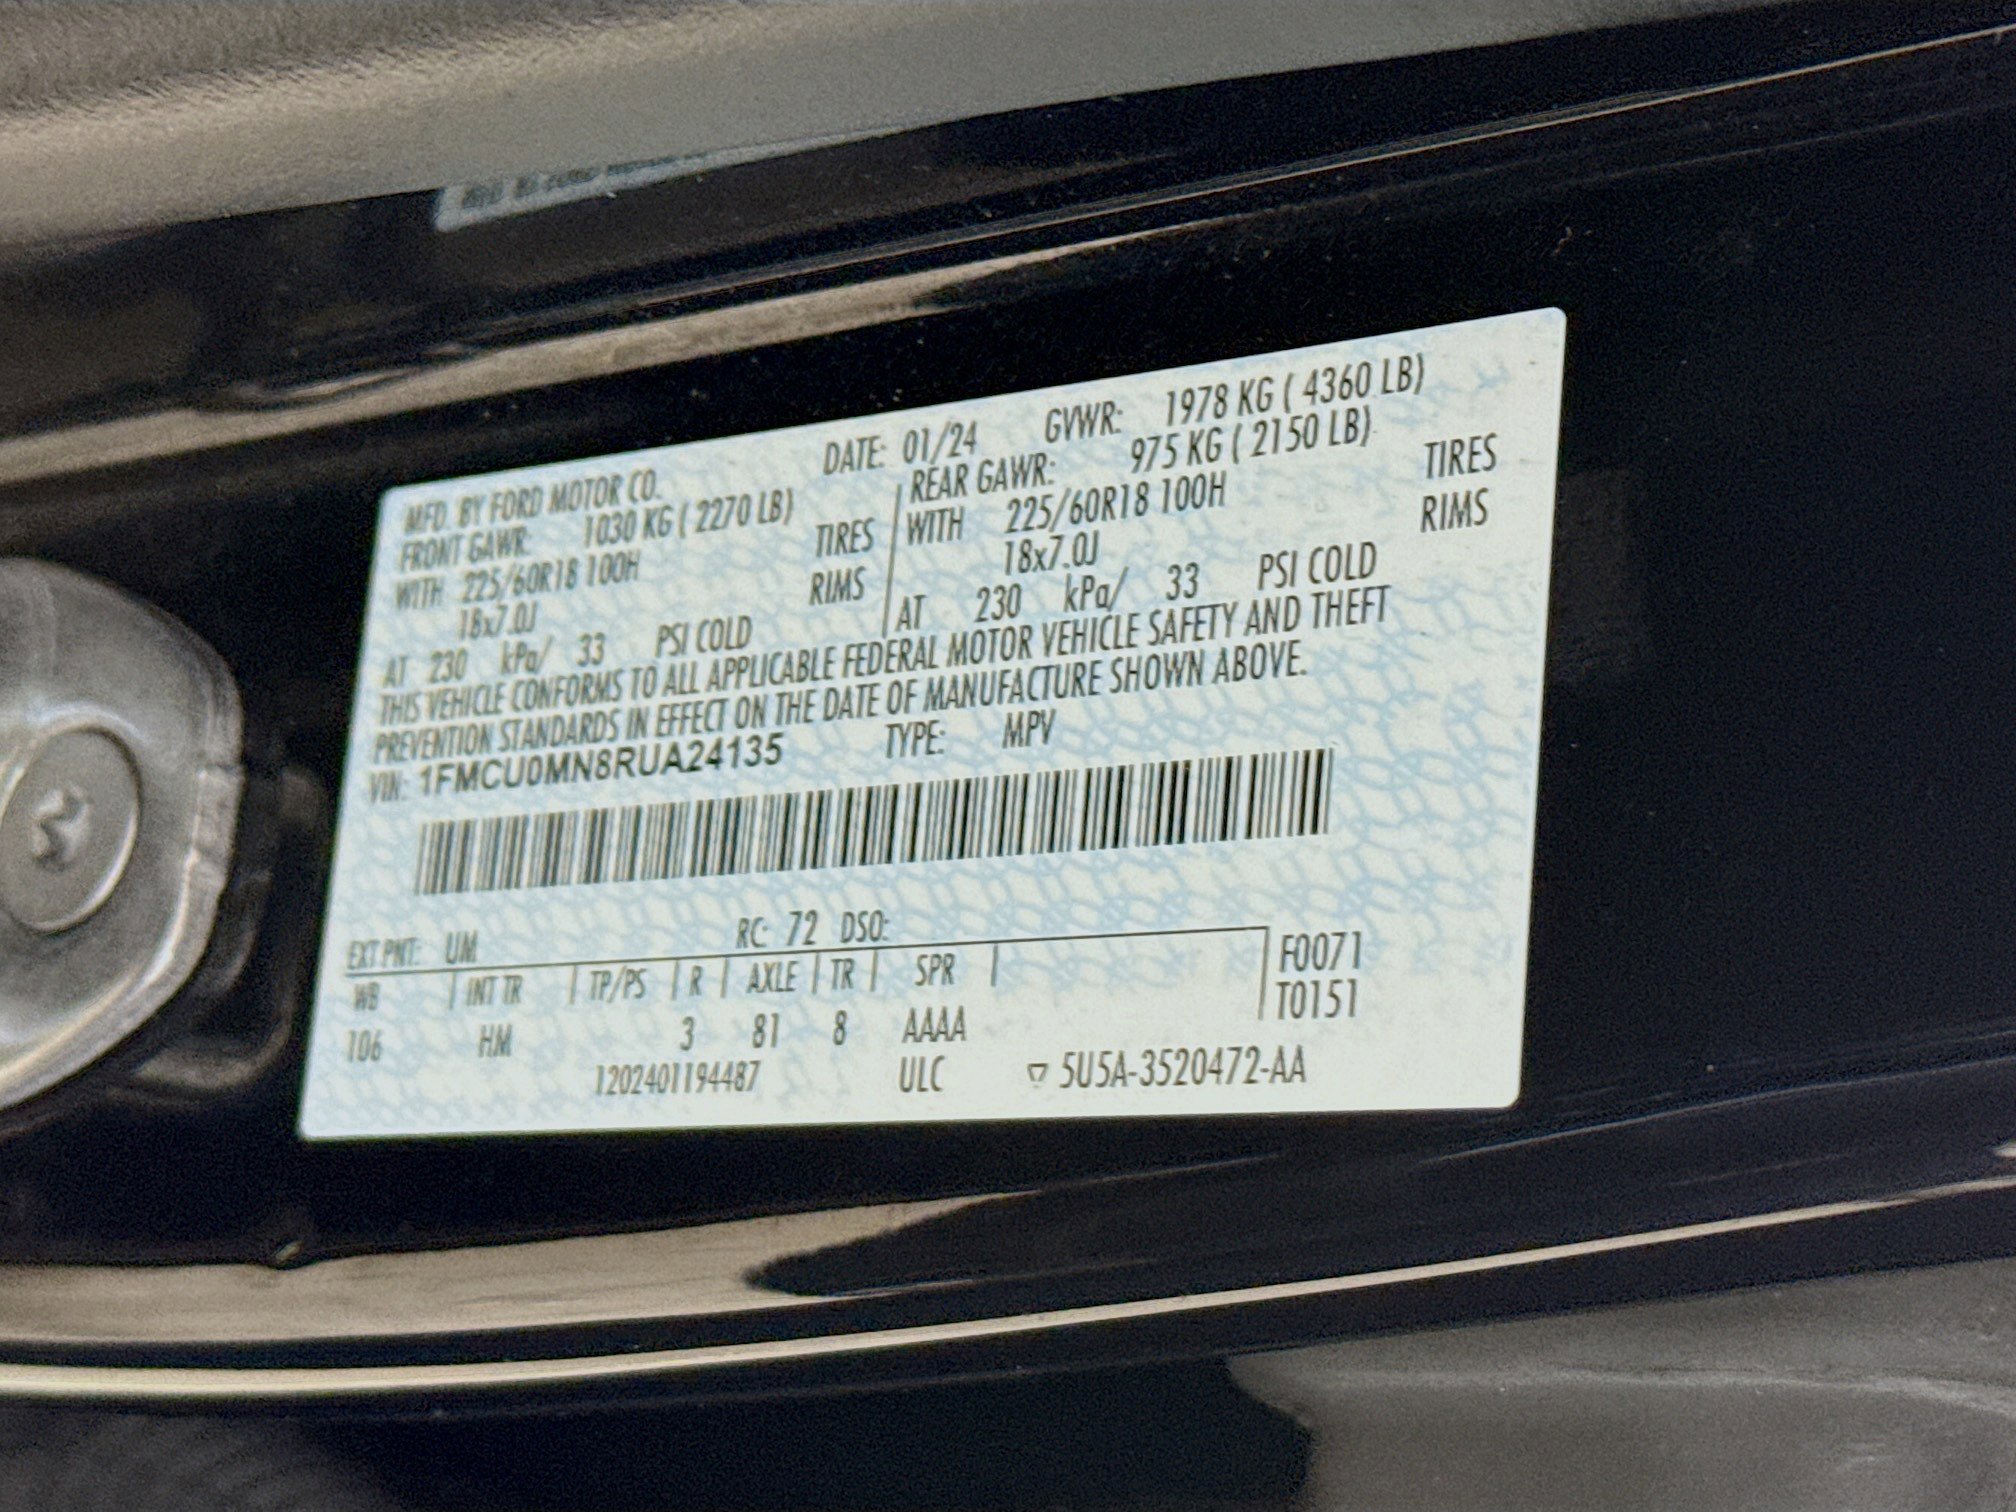 MFD. BY FORD MOTOR CO. DATE: 01/24 GVWR: 1978 KG ( 4360 LB)
FRONT GAWR: 1030 KG ( 2270 LB) REAR GAWR: 975 KG ( 2150 LB)
WITH 225/60R18 100H TIRES WITH 225/60R18 100H TIRES
18x7.0J RIMS 18x7.0J RIMS
AT 230 kPa/ 33 PSI COLD AT 230 kPa/ 33 PSI COLD
THIS VEHICLE CONFORMS TO ALL APPLICABLE FEDERAL MOTOR VEHICLE SAFETY AND THEFT
PREVENTION STANDARDS IN EFFECT ON THE DATE OF MANUFACTURE SHOWN ABOVE.
VIN: 1FMCU0MN8RUA24135 TYPE: MPV
EXT PNT: UM RC: 72 DSO:
WB | INT TR | TP/PS | R | AXLE | TR | SPR | F0071
106 HM 3 81 8 AAAA T0151
1202401194487 ULC ▽ 5U5A-3520472-AA